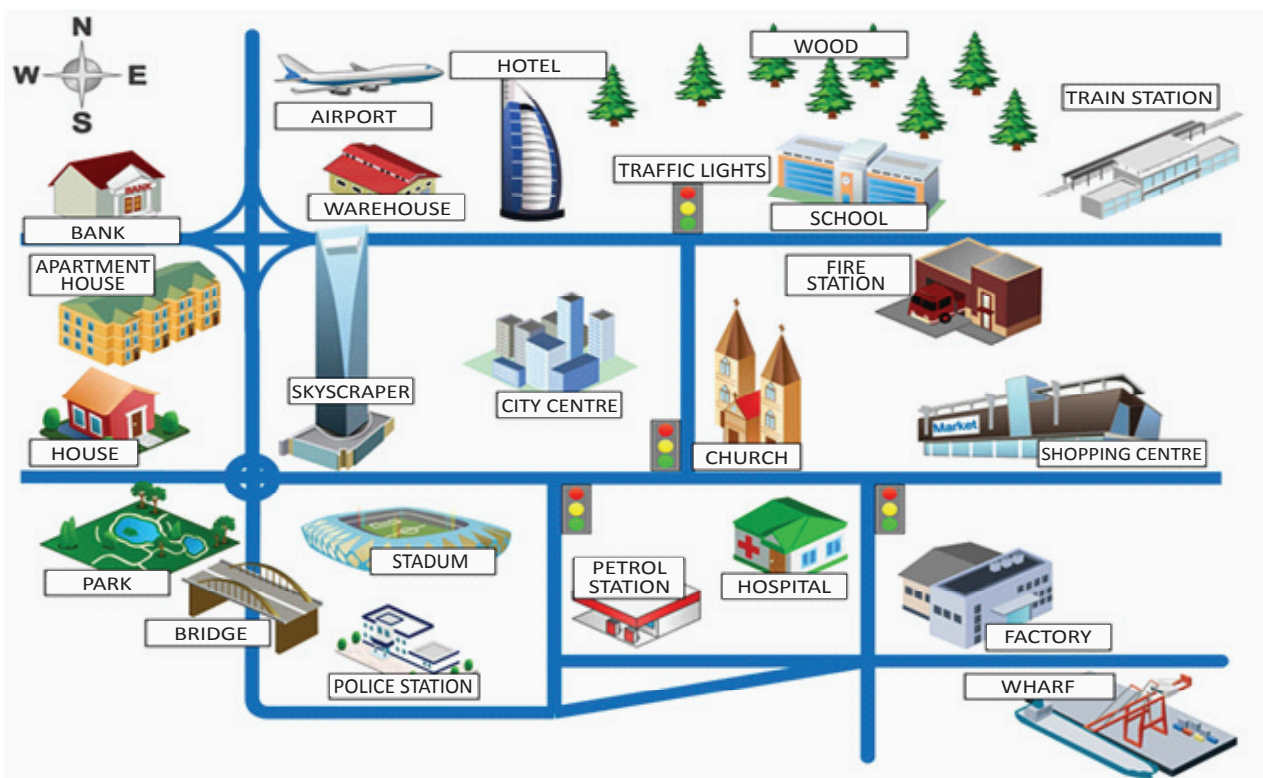 N
W E
S
AIRPORT
HOTEL
WOOD
TRAIN STATION
BANK
BANK
WAREHOUSE
TRAFFIC LIGHTS
SCHOOL
APARTMENT
HOUSE
FIRE
STATION
SKYSCRAPER
CITY CENTRE
Market
HOUSE
CHURCH
SHOPPING CENTRE
PARK
STADUM
PETROL
STATION
HOSPITAL
BRIDGE
FACTORY
POLICE STATION
WHARF